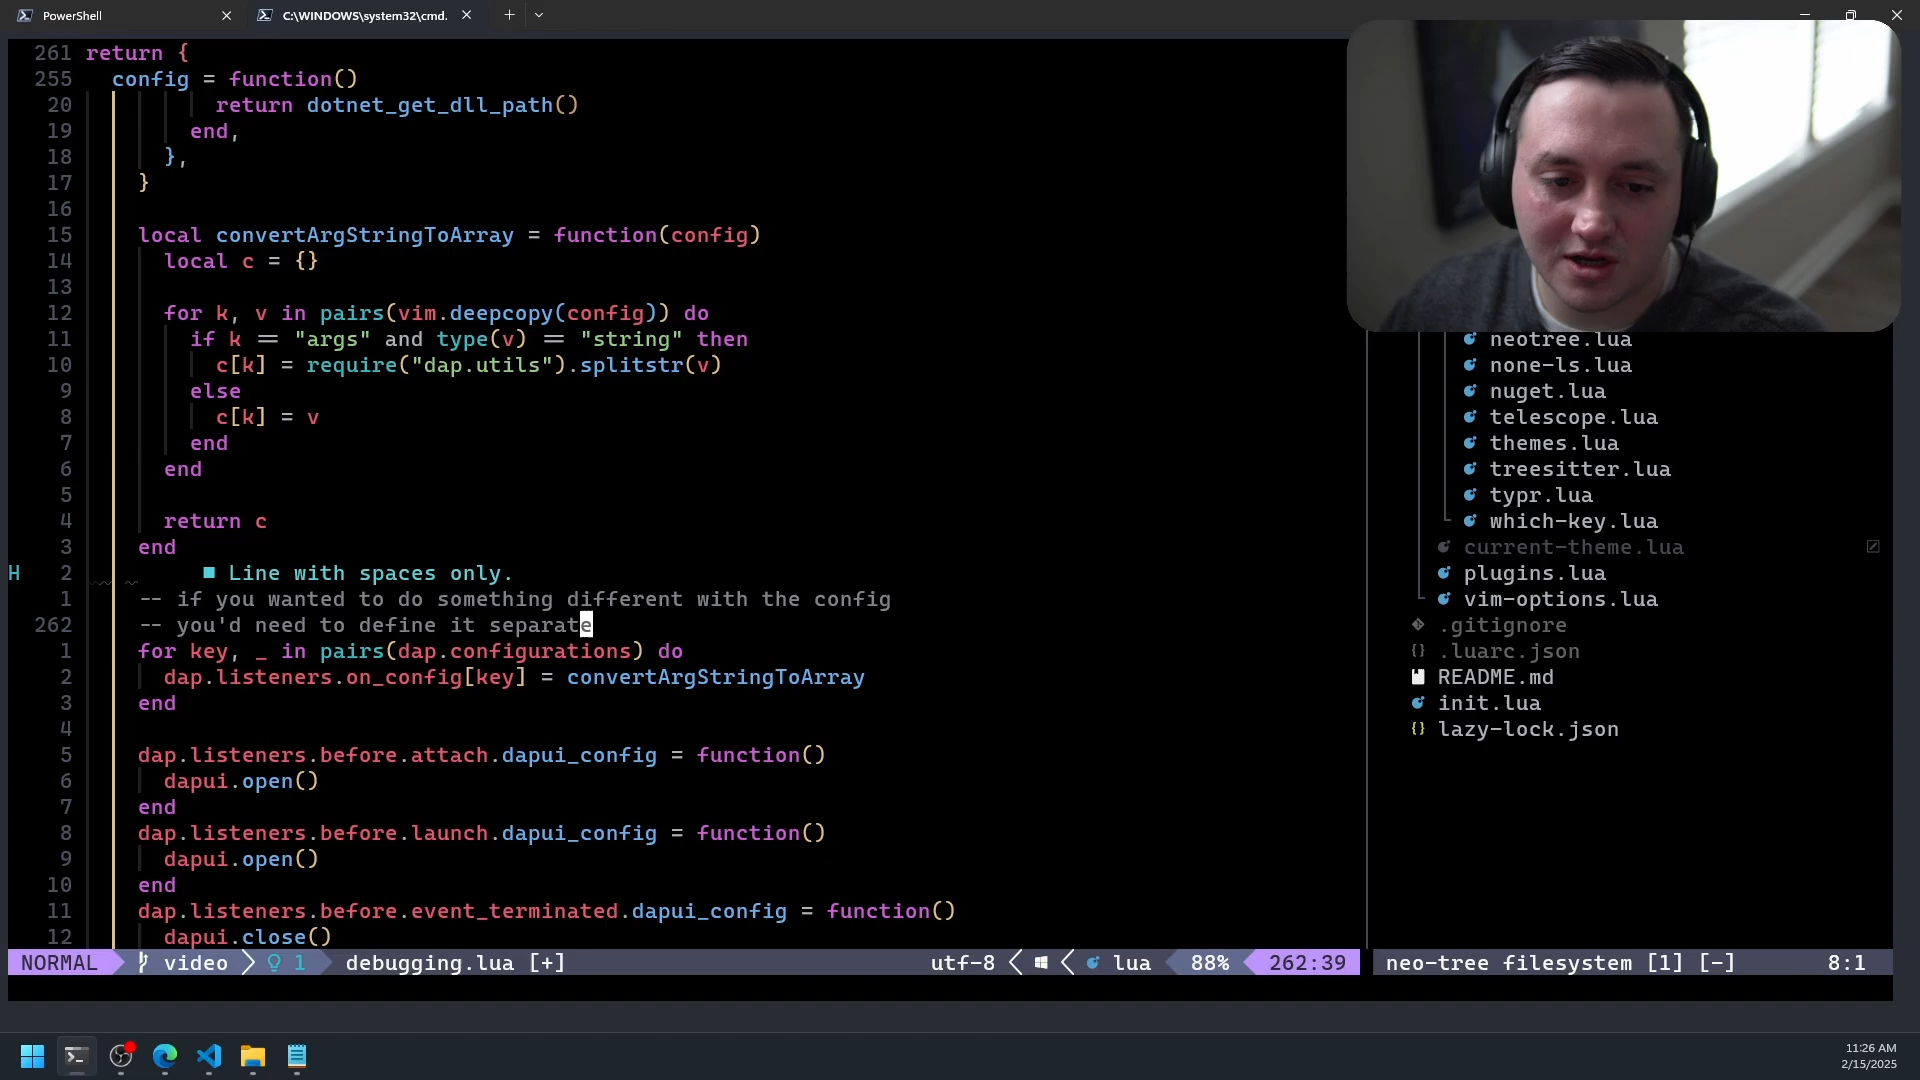 PowerShell
C:\WINDOWS\system32\cmd.
261 return {
255 config = function()
20 return dotnet_get_dll_path()
19 end,
18 },
17 }
16
15 local convertArgStringToArray = function(config)
14 local c = {}
13
12 for k, v in pairs(vim.deepcopy(config)) do
11 if k == "args" and type(v) == "string" then
10 c[k] = require("dap.utils").splitstr(v)
9 else
8 c[k] = v
7 end
6 end
5
4 return c
3 end
H 2 ■ Line with spaces only.
1 -- if you wanted to do something different with the config
262 -- you'd need to define it separate
1 for key, _ in pairs(dap.configurations) do
2 dap.listeners.on_config[key] = convertArgStringToArray
3 end
4
5 dap.listeners.before.attach.dapui_config = function()
6 dapui.open()
7 end
8 dap.listeners.before.launch.dapui_config = function()
9 dapui.open()
10 end
11 dap.listeners.before.event_terminated.dapui_config = function()
12 dapui.close()
neotree.lua
none-ls.lua
nuget.lua
telescope.lua
themes.lua
treesitter.lua
typr.lua
which-key.lua
current-theme.lua
plugins.lua
vim-options.lua
.gitignore
{} .luarc.json
README.md
init.lua
{} lazy-lock.json
NORMAL video 1 debugging.lua [+] utf-8 lua 88% 262:39
neo-tree filesystem [1] [-] 8:1
11:26 AM
2/15/2025